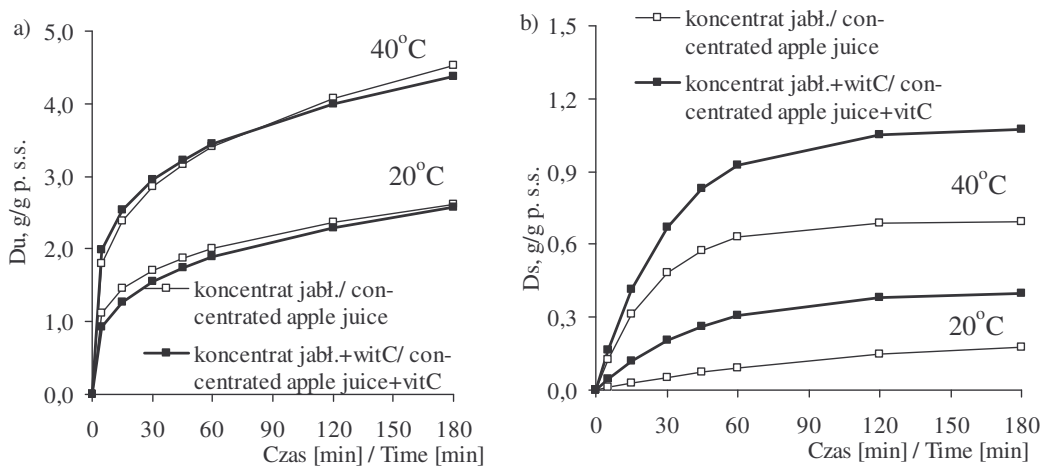 a)
5,0
4,0
3,0
2,0
1,0
0,0
Du, g/g p. s.s.
40°C
20°C
koncentrat jabł./ con-
centrated apple juice
koncentrat jabł.+witC/ con-
centrated apple juice+vitC
0 30 60 90 120 150 180
Czas [min] / Time [min]
b)
1,5
1,2
0,9
0,6
0,3
0,0
Ds, g/g p. s.s.
koncentrat jabł./ con-
centrated apple juice
koncentrat jabł.+witC/ con-
centrated apple juice+vitC
40°C
20°C
0 30 60 90 120 150 180
Czas [min] / Time [min]